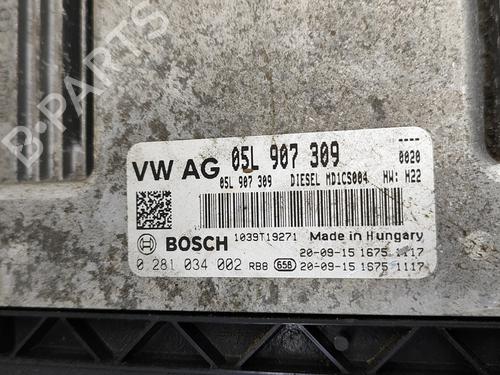 B-PARTS
VW AG 05L 907 309 ----
05L 907 309 DIESEL MD1CS004 0020
HW: H22
BOSCH 1039T19271 Made in Hungary
20-09-15 1675 1117
0 281 034 002 RB8 658 20-09-15 1675 1117